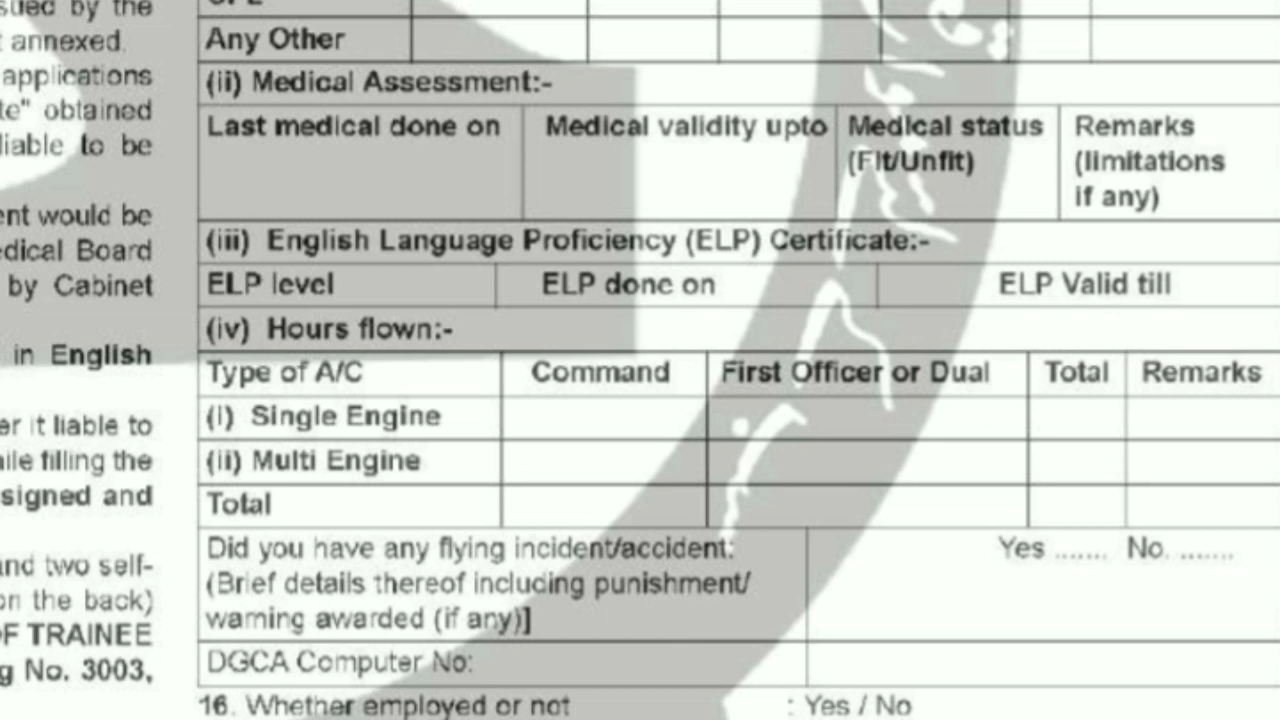 sued by the
annexed.
applications
te" obtained
liable to be
ent would be
edical Board
by Cabinet
in English
er it liable to
ile filling the
signed and
and two self-
on the back)
OF TRAINEE
g No. 3003,
Any Other
(ii) Medical Assessment:-
Last medical done on Medical validity upto Medical status (Fit/Unfit) Remarks (limitations if any)
(iii) English Language Proficiency (ELP) Certificate:-
ELP level ELP done on ELP Valid till
(iv) Hours flown:-
Type of A/C Command First Officer or Dual Total Remarks
(i) Single Engine
(ii) Multi Engine
Total
Did you have any flying incident/accident: Yes ....... No. .......
(Brief details thereof including punishment/
warning awarded (if any)]
DGCA Computer No:
16. Whether employed or not : Yes / No